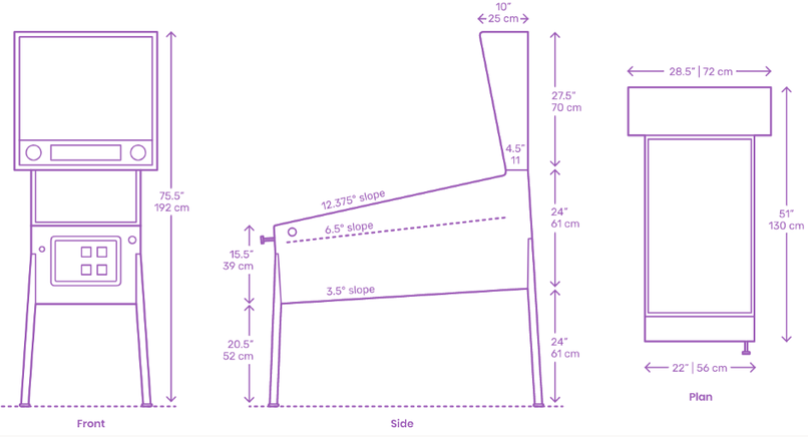 75.5"
192 cm
Front
10"
25 cm
27.5"
70 cm
4.5"
11
12.375° slope
6.5° slope
24"
61 cm
15.5"
39 cm
3.5° slope
20.5"
52 cm
24"
61 cm
Side
28.5" | 72 cm
51"
130 cm
22" | 56 cm
Plan